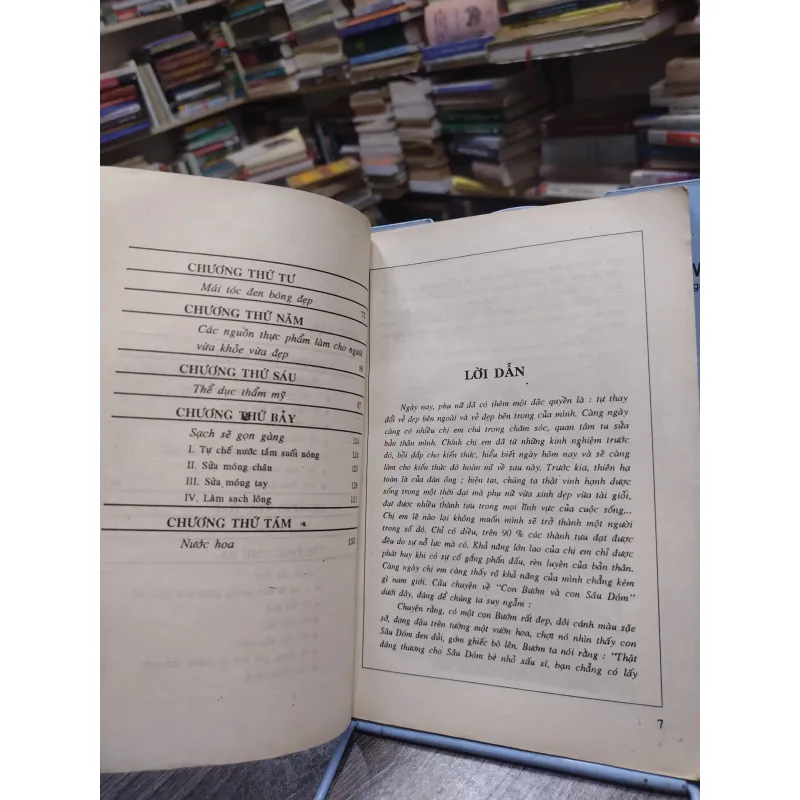 CHƯƠNG THỨ TƯ
Mái tóc đen bóng đẹp
CHƯƠNG THỨ NĂM
Các nguồn thực phẩm làm cho người
vừa khỏe vừa đẹp
CHƯƠNG THỨ SÁU
Thể dục thẩm mỹ
CHƯƠNG THỨ BẢY
Sạch sẽ gọn gàng 124
I. Tự chế nước tắm suối nóng 124
II. Sửa móng chân 125
III. Sửa móng tay 129
IV. Làm sạch lông 131
CHƯƠNG THỨ TÁM
Nước hoa 132
LỜI DẪN
Ngày nay, phụ nữ đã có thêm một đặc quyền là : tự thay
đổi vẻ đẹp bên ngoài và vẻ đẹp bên trong của mình. Càng ngày
càng có nhiều chị em chú trọng chăm sóc, quan tâm tu sửa
bản thân mình. Chính chị em đã từ những kinh nghiệm trước
đó, bồi đắp cho kiến thức, hiểu biết ngày hôm nay và sẽ càng
làm cho kiến thức đó hoàn mĩ về sau này. Trước kia, thiên hạ
toàn là của đàn ông ; hiện tai, chúng ta thật vinh hạnh được
sống trong một thời đại mà phụ nữ vừa xinh đẹp vừa tài giỏi,
đạt được nhiều thành tựu trong mọi lĩnh vực của cuộc sống...
Chị em lẽ nào lại không muốn mình sẽ trở thành một người
trong số đó. Chỉ có điều, trên 90 % các thành tựu đạt được
đều do sự nỗ lực mà có. Khả năng lớn lao của chị em chỉ được
phát huy khi có sự cố gắng phấn đấu, rèn luyện của bản thân.
Càng ngày chị em càng thấy rõ khả năng của mình chẳng kém
gì nam giới. Câu chuyện về "Con Bướm và con Sâu Dóm"
dưới đây, đáng để chúng ta suy ngẫm :
Chuyện rằng, có một con Bướm rất đẹp, đôi cánh màu sặc
sỡ, đang đậu trên tường một vườn hoa, chợt nó nhìn thấy con
Sâu Dóm đen đủi, gớm ghiếc bò lên, Bướm ta nói rằng : "Thật
đáng thương cho Sâu Dóm bé nhỏ xấu xí, bạn chẳng có lấy
7